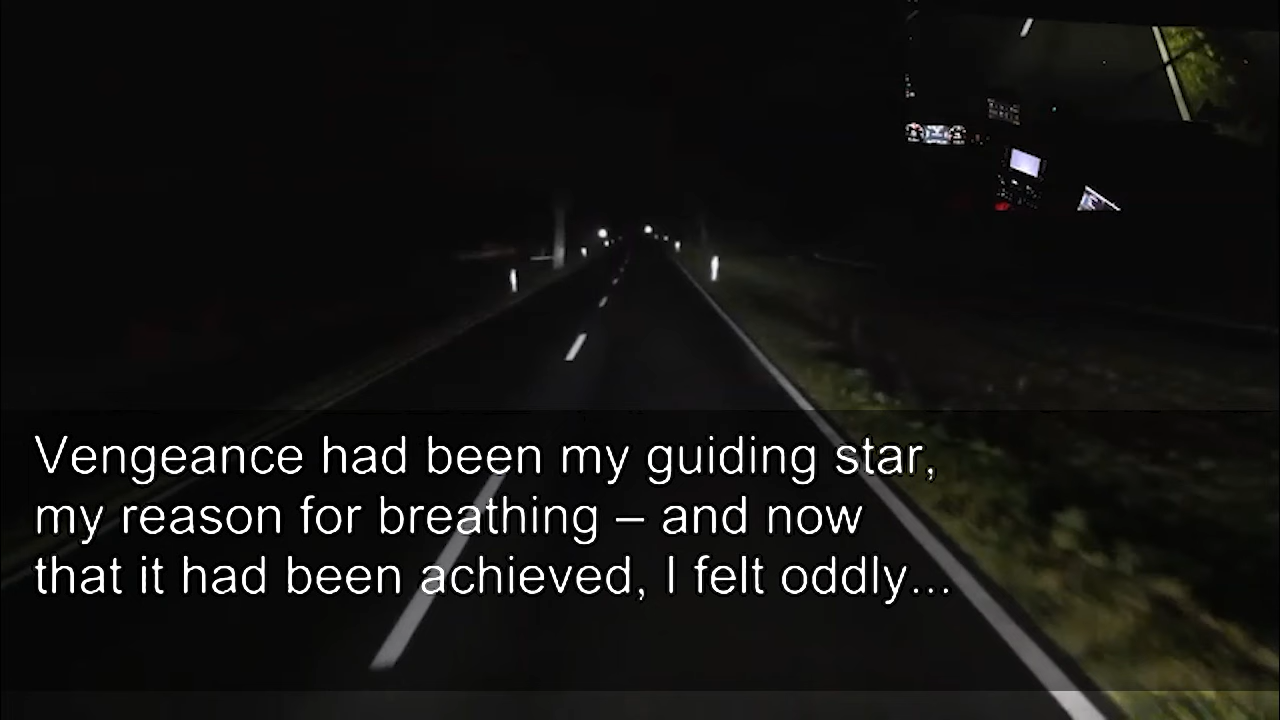 Vengeance had been my guiding star,
my reason for breathing – and now
that it had been achieved, I felt oddly...